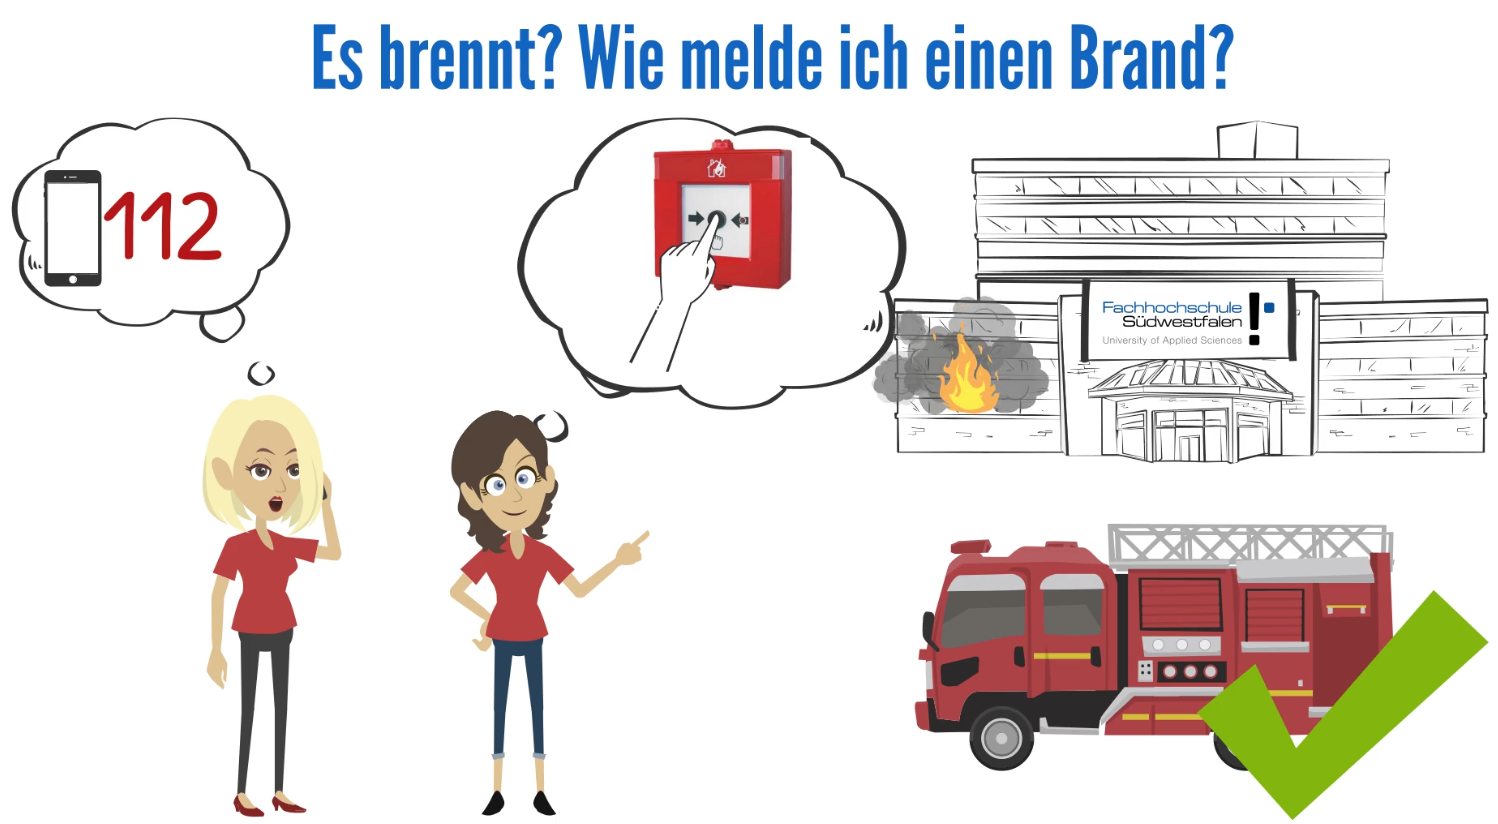 Es brennt? Wie melde ich einen Brand?
112
Fachhochschule
Südwestfalen
University of Applied Sciences